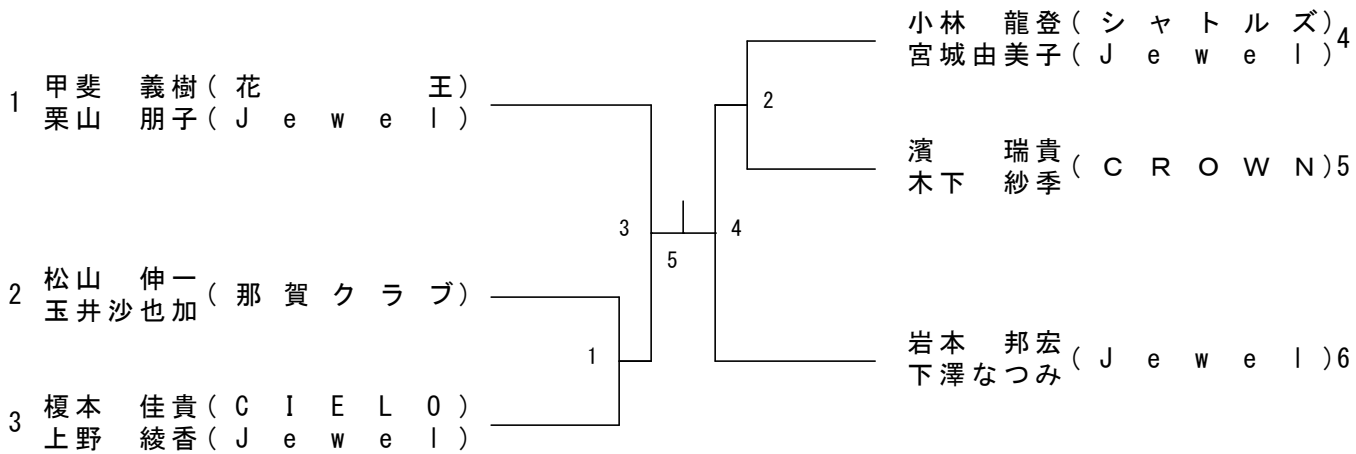 1 甲斐 義樹(花 王)
栗山 朋子(Jewel)
2 松山 伸一
玉井沙也加(那賀クラブ)
3 榎本 佳貴(CIELO)
上野 綾香(Jewel)
1
3
5
4
2
小林 龍登(シャトルズ)4
宮城由美子(Jewel)
濱 瑞貴
木下 紗季(CROWN)5
岩本 邦宏
下澤なつみ(Jewel)6